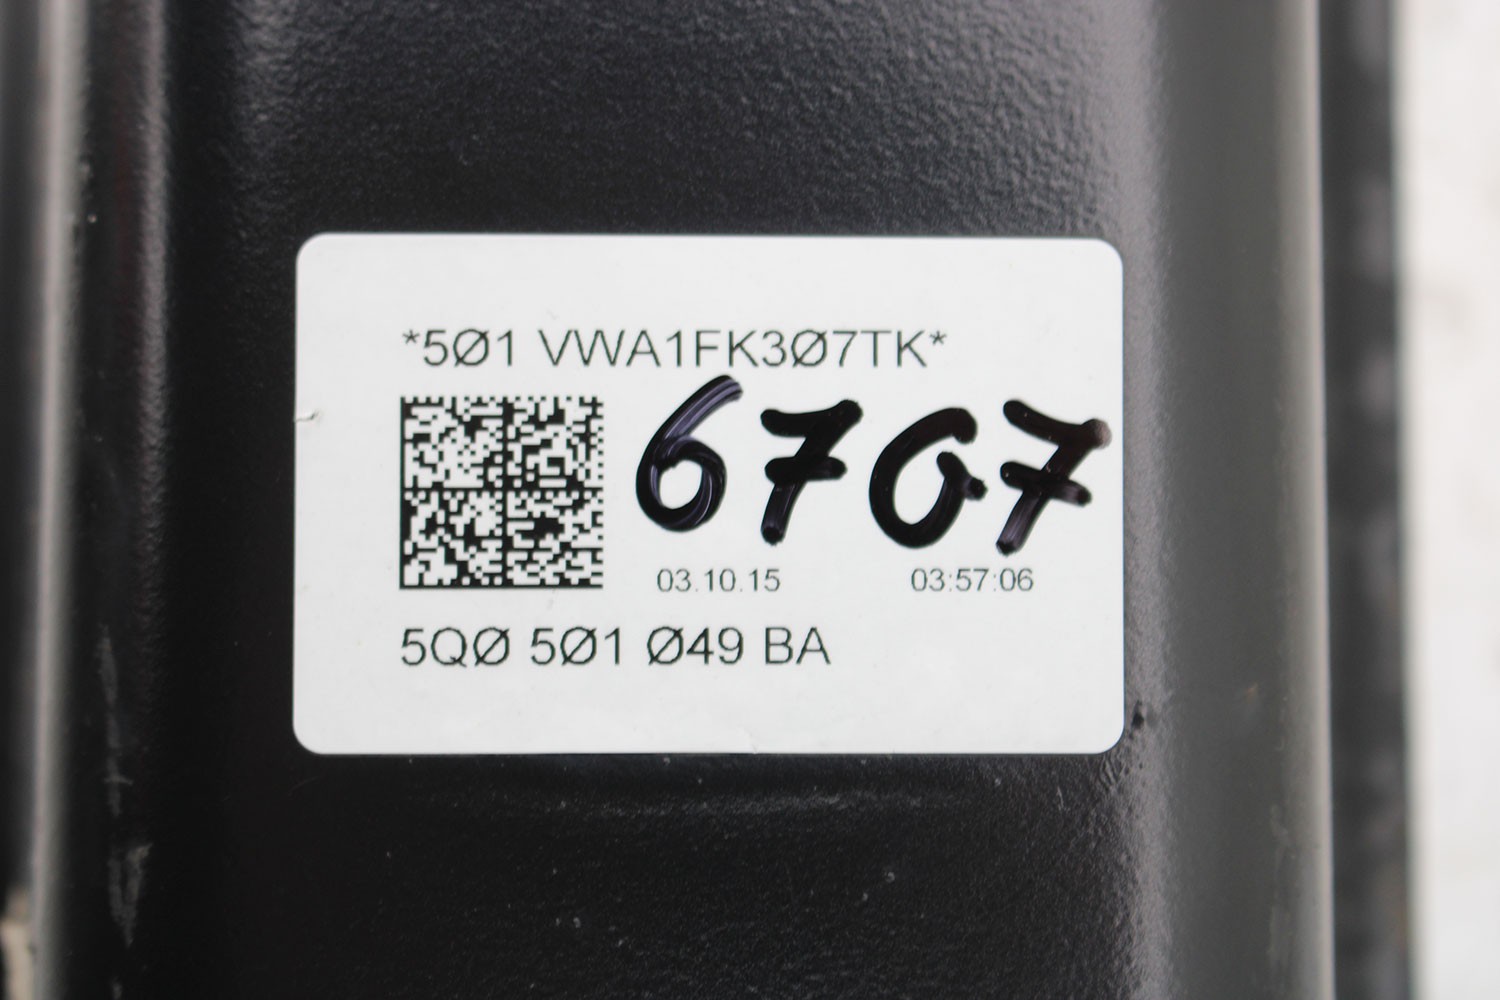 *5Ø1 VWA1FK3Ø7TK*
6707
03.10.15 03:57:06
5QØ 5Ø1 Ø49 BA